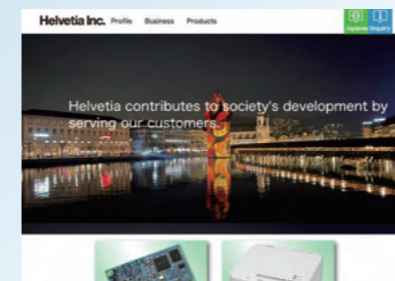 Helvetia Inc. Profile Business Products
Japanese Inquiry
Helvetia contributes to society's development by
serving our customers.